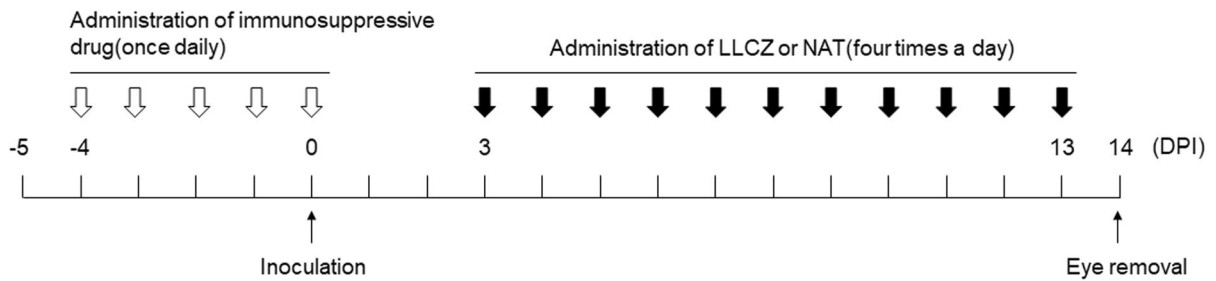 Administration of immunosuppressive
drug(once daily)
Administration of LLCZ or NAT(four times a day)
-5 -4 0 3 13 14 (DPI)
Inoculation Eye removal